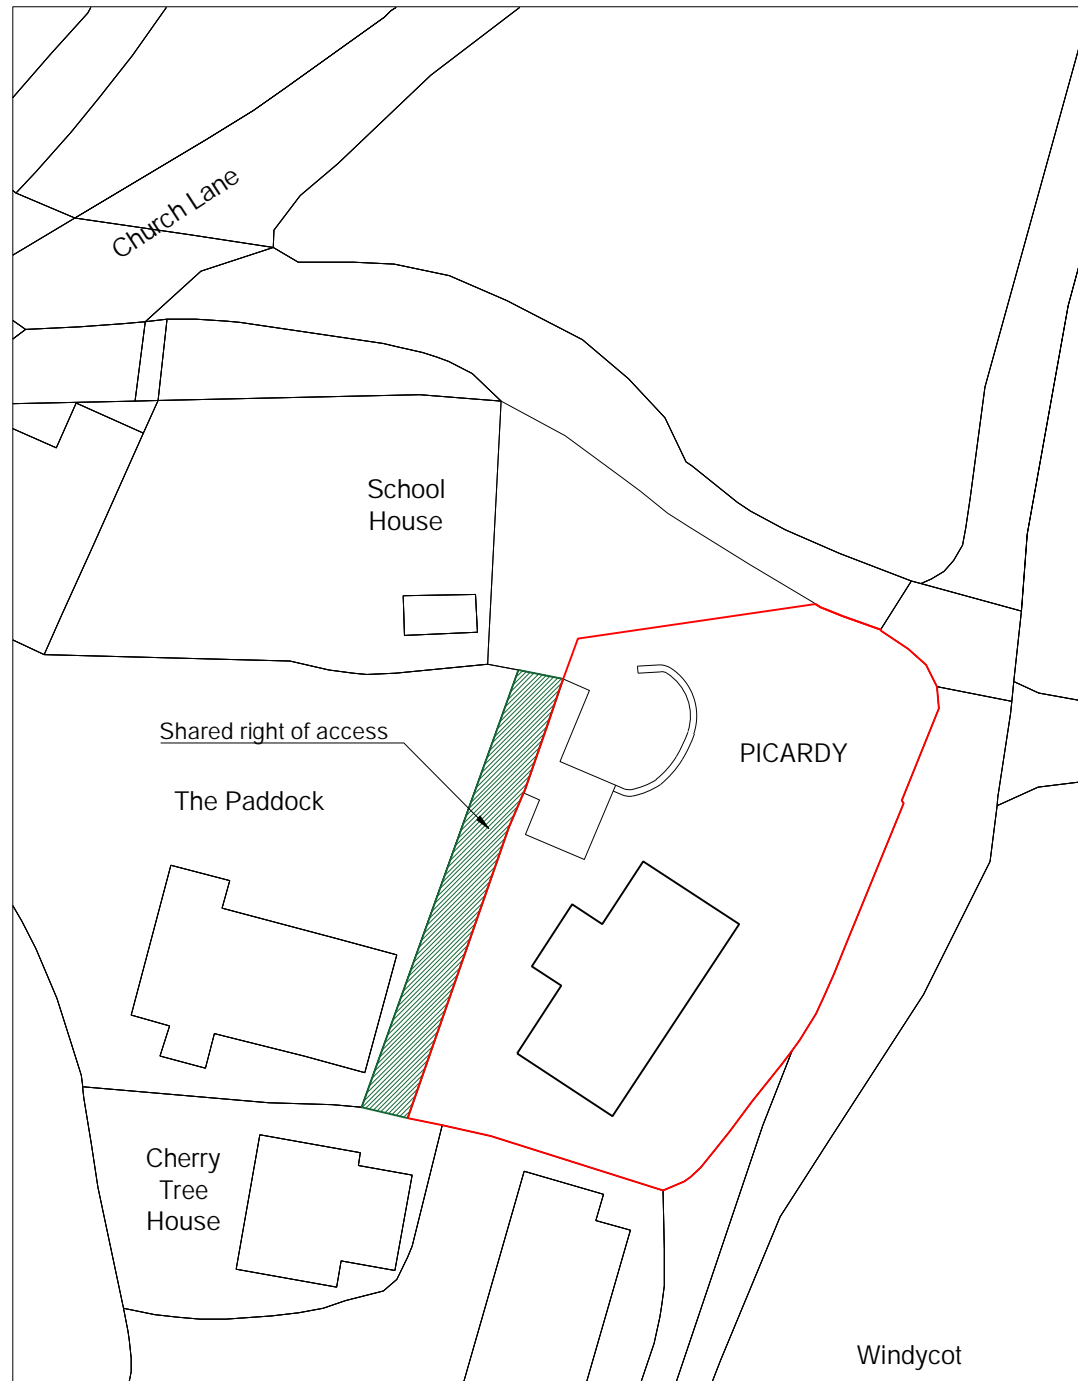 Church Lane
School
House
Shared right of access
PICARDY
The Paddock
Cherry
Tree
House
Windycot